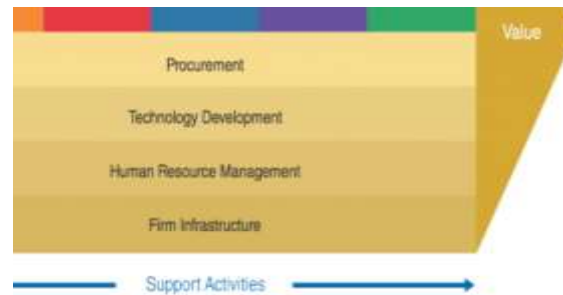 Value
Procurement
Technology Development
Human Resource Management
Firm Infrastructure
Support Activities